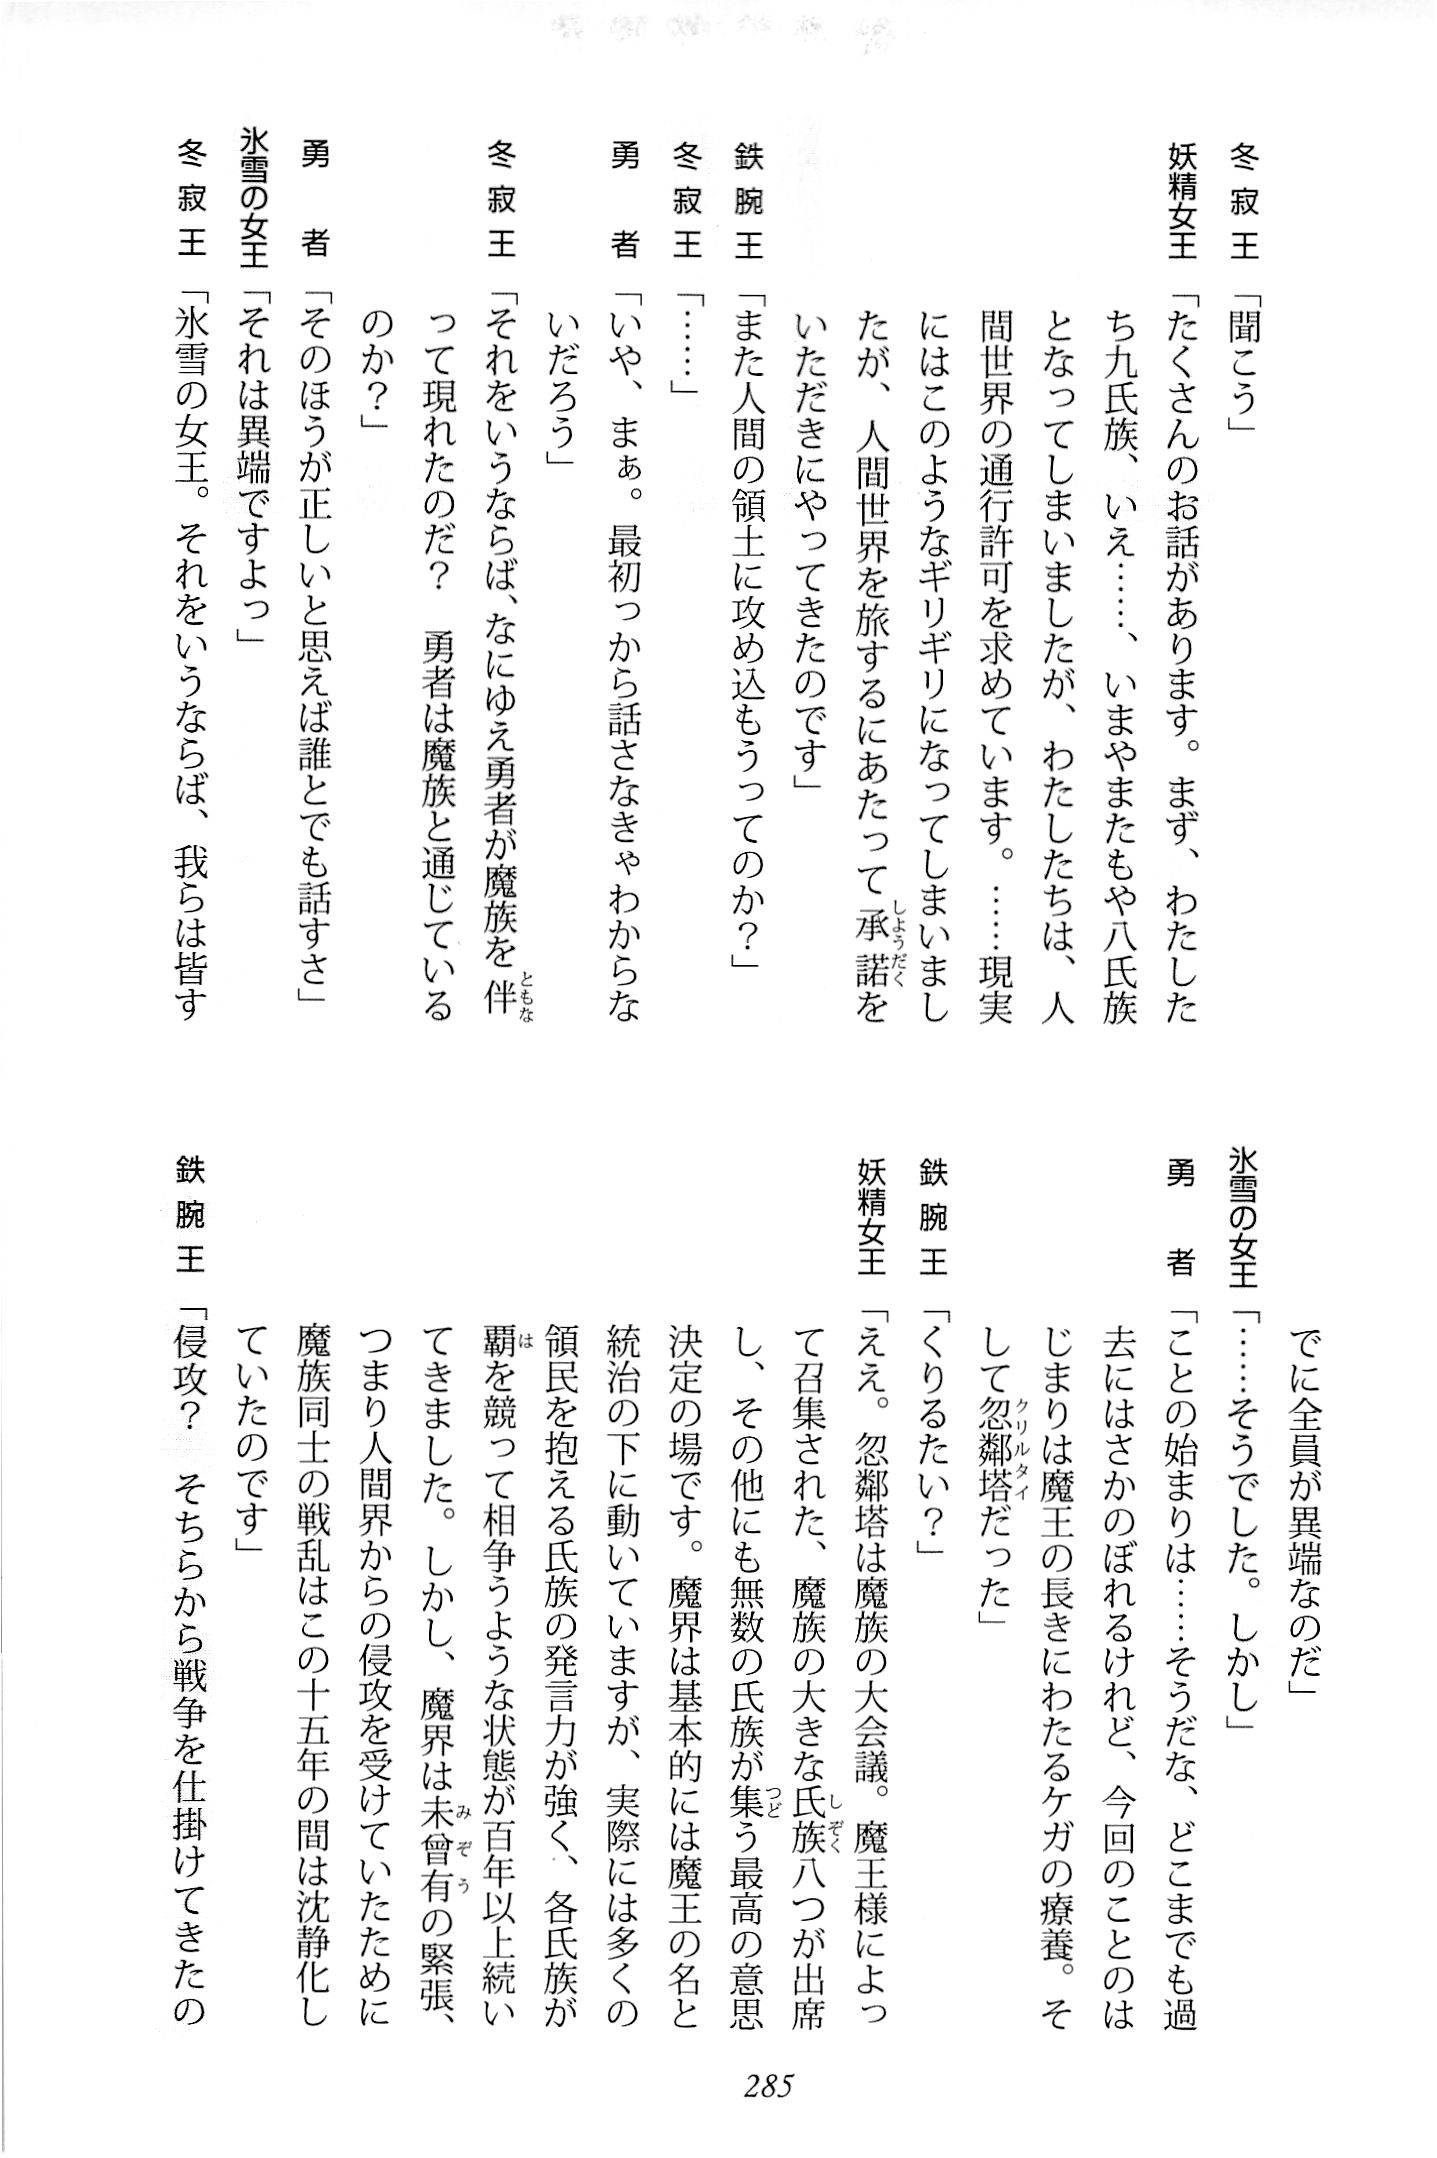 冬寂王「聞こう」
妖精女王「たくさんのお話があります。まず、わたした
ち九氏族、いえ……、いまやまたもや八氏族
となってしまいましたが、わたしたちは、人
間世界の通行許可を求めています。……現実
にはこのようなギリギリになってしまいまし
たが、人間世界を旅するにあたって承諾を
いただきにやってきたのです」
鉄腕王「また人間の領土に攻め込もうってのか？」
冬寂王「……」
勇者「いや、まぁ。最初っから話さなきゃわからな
いだろう」
冬寂王「それをいうならば、なにゆえ勇者が魔族を伴
って現れたのだ？　勇者は魔族と通じている
のか？」
勇者「そのほうが正しいと思えば誰とでも話すさ」
氷雪の女王「それは異端ですよっ」
冬寂王「氷雪の女王。それをいうならば、我らは皆す
でに全員が異端なのだ」
氷雪の女王「……そうでした。しかし」
勇者「ことの始まりは……そうだな、どこまでも過
去にはさかのぼれるけれど、今回のことのは
じまりは魔王の長きにわたるケガの療養。そ
して忽鄰塔だった」
鉄腕王「くりるたい？」
妖精女王「ええ。忽鄰塔は魔族の大会議。魔王様によっ
て召集された、魔族の大きな氏族八つが出席
し、その他にも無数の氏族が集う最高の意思
決定の場です。魔界は基本的には魔王の名と
統治の下に動いていますが、実際には多くの
領民を抱える氏族の発言力が強く、各氏族が
覇を競って相争うような状態が百年以上続い
てきました。しかし、魔界は未曾有の緊張、
つまり人間界からの侵攻を受けていたために
魔族同士の戦乱はこの十五年の間は沈静化し
ていたのです」
鉄腕王「侵攻？　そちらから戦争を仕掛けてきたの
285